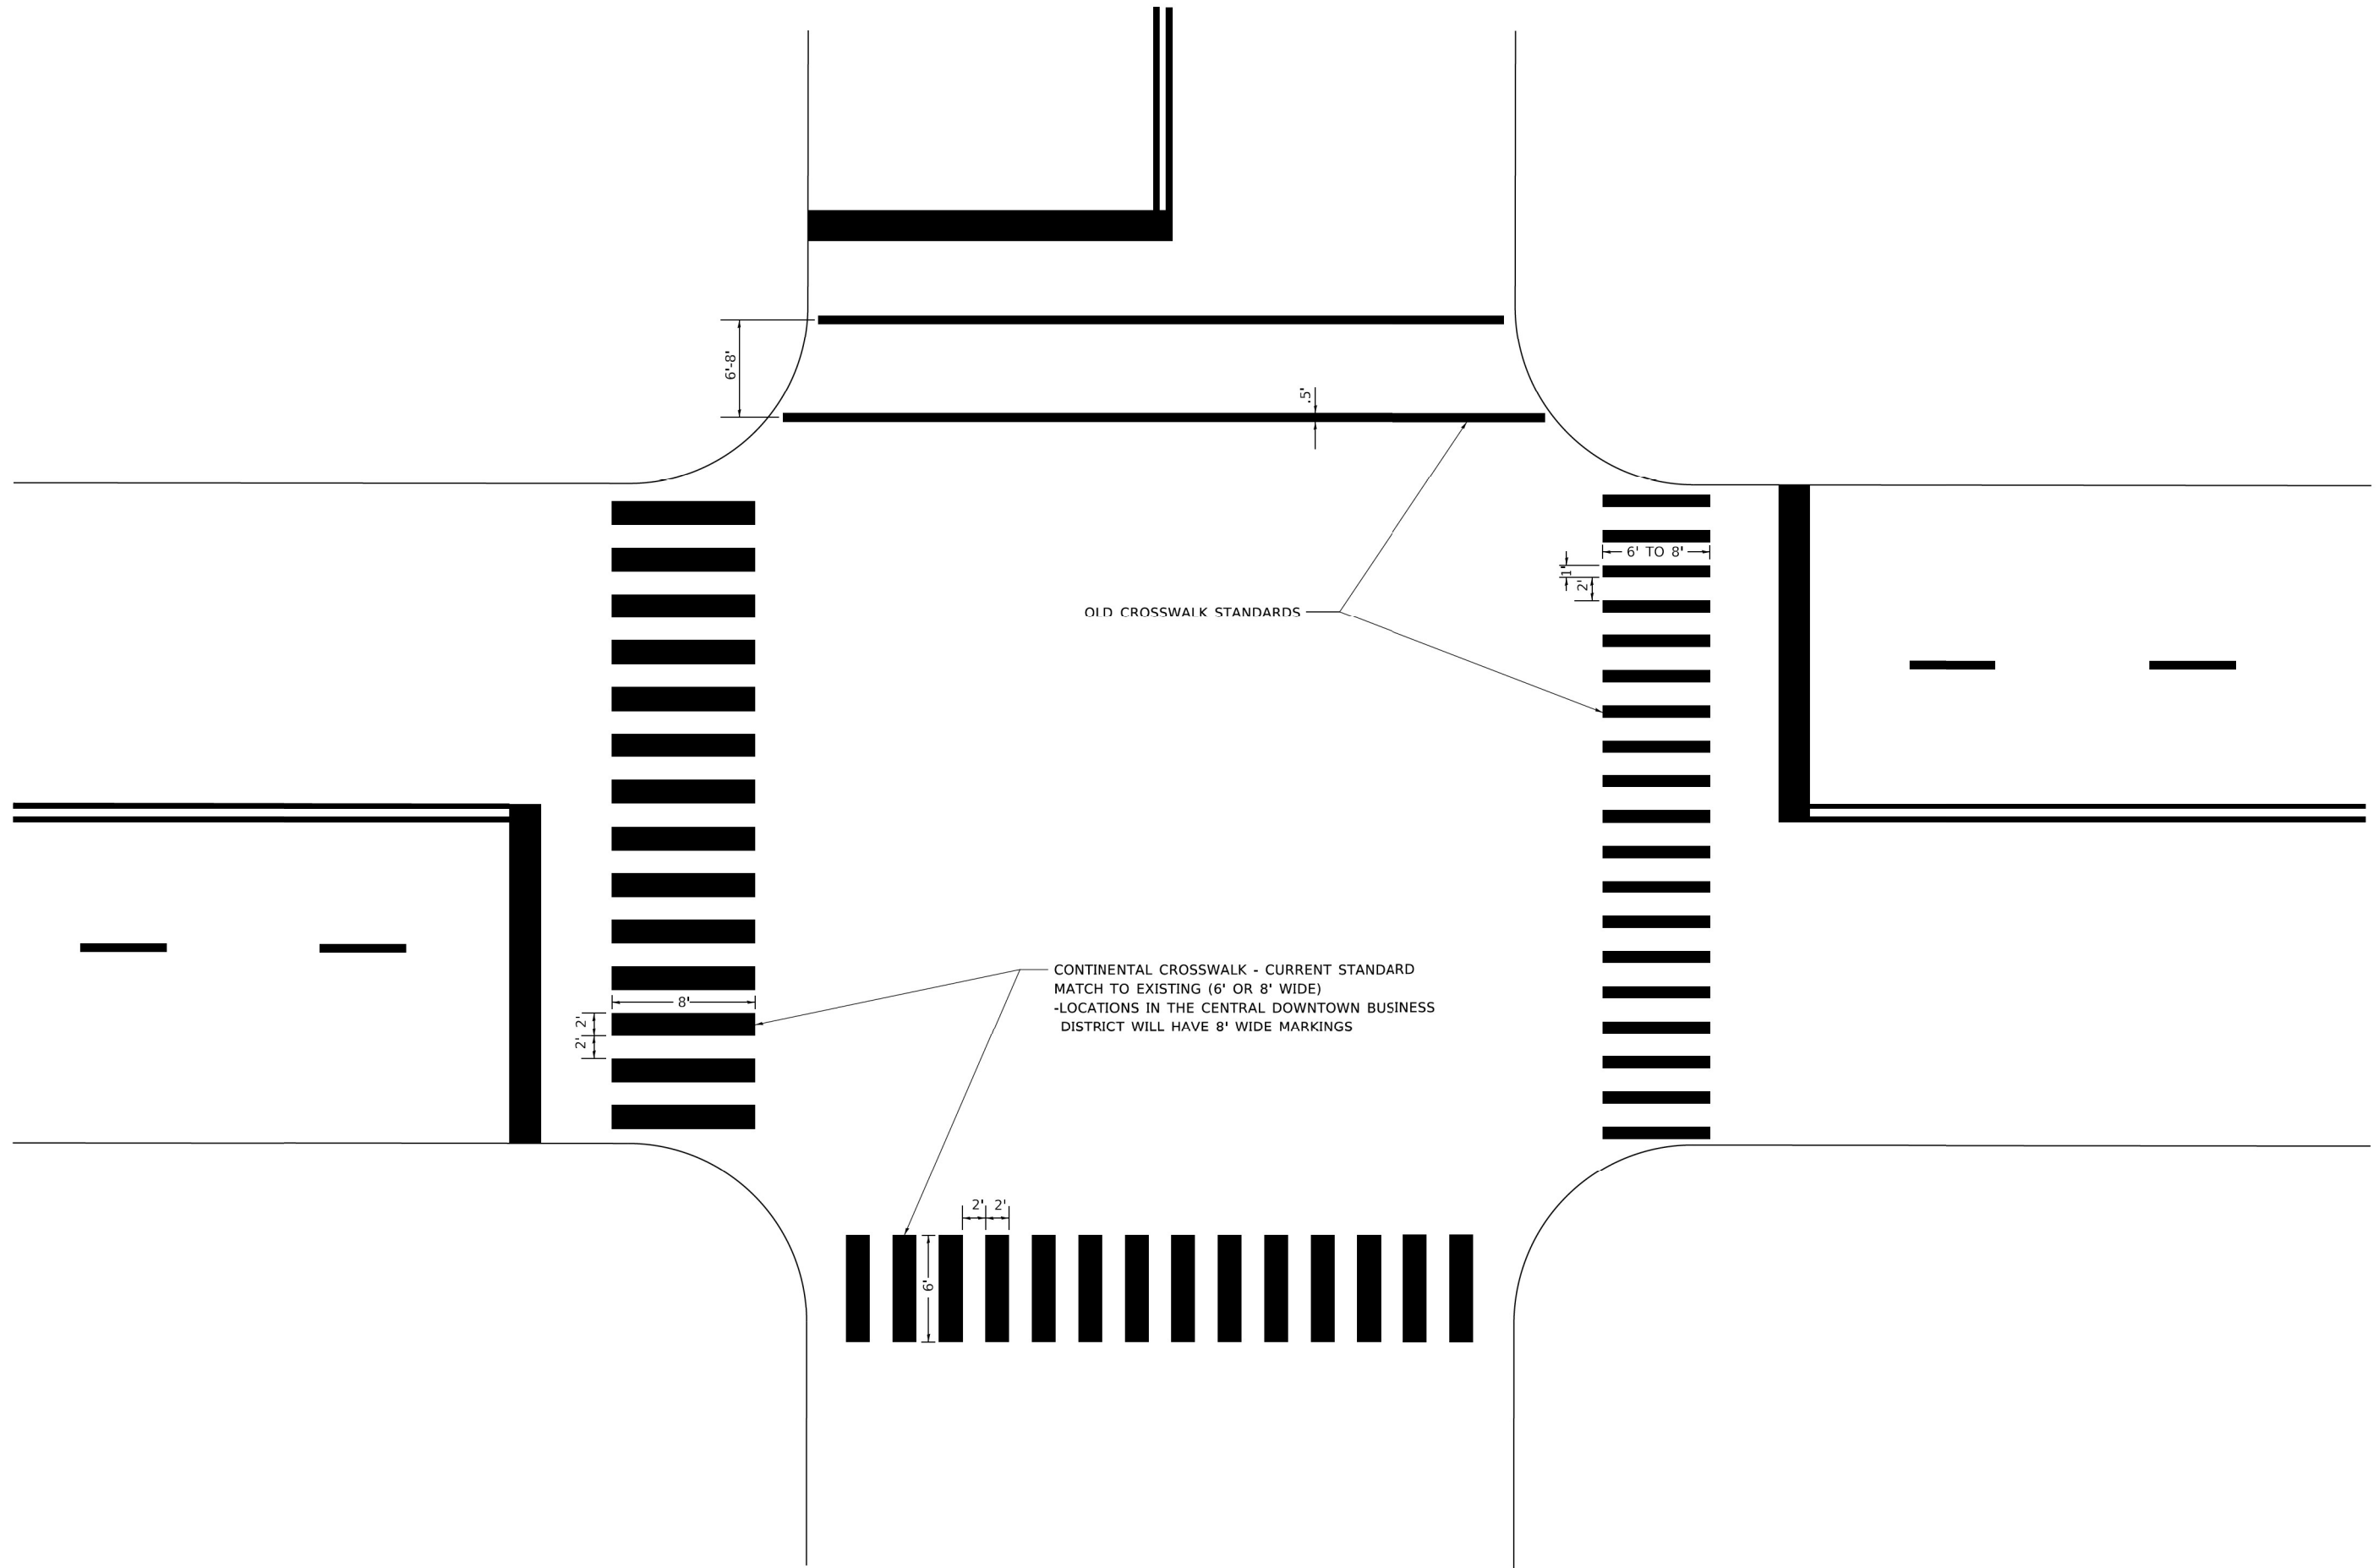 6'-8'
.5'
6' TO 8'
1'
2'
OLD CROSSWALK STANDARDS
CONTINENTAL CROSSWALK - CURRENT STANDARD
MATCH TO EXISTING (6' OR 8' WIDE)
-LOCATIONS IN THE CENTRAL DOWNTOWN BUSINESS
DISTRICT WILL HAVE 8' WIDE MARKINGS
8'
2'
2'
2' 2'
6'